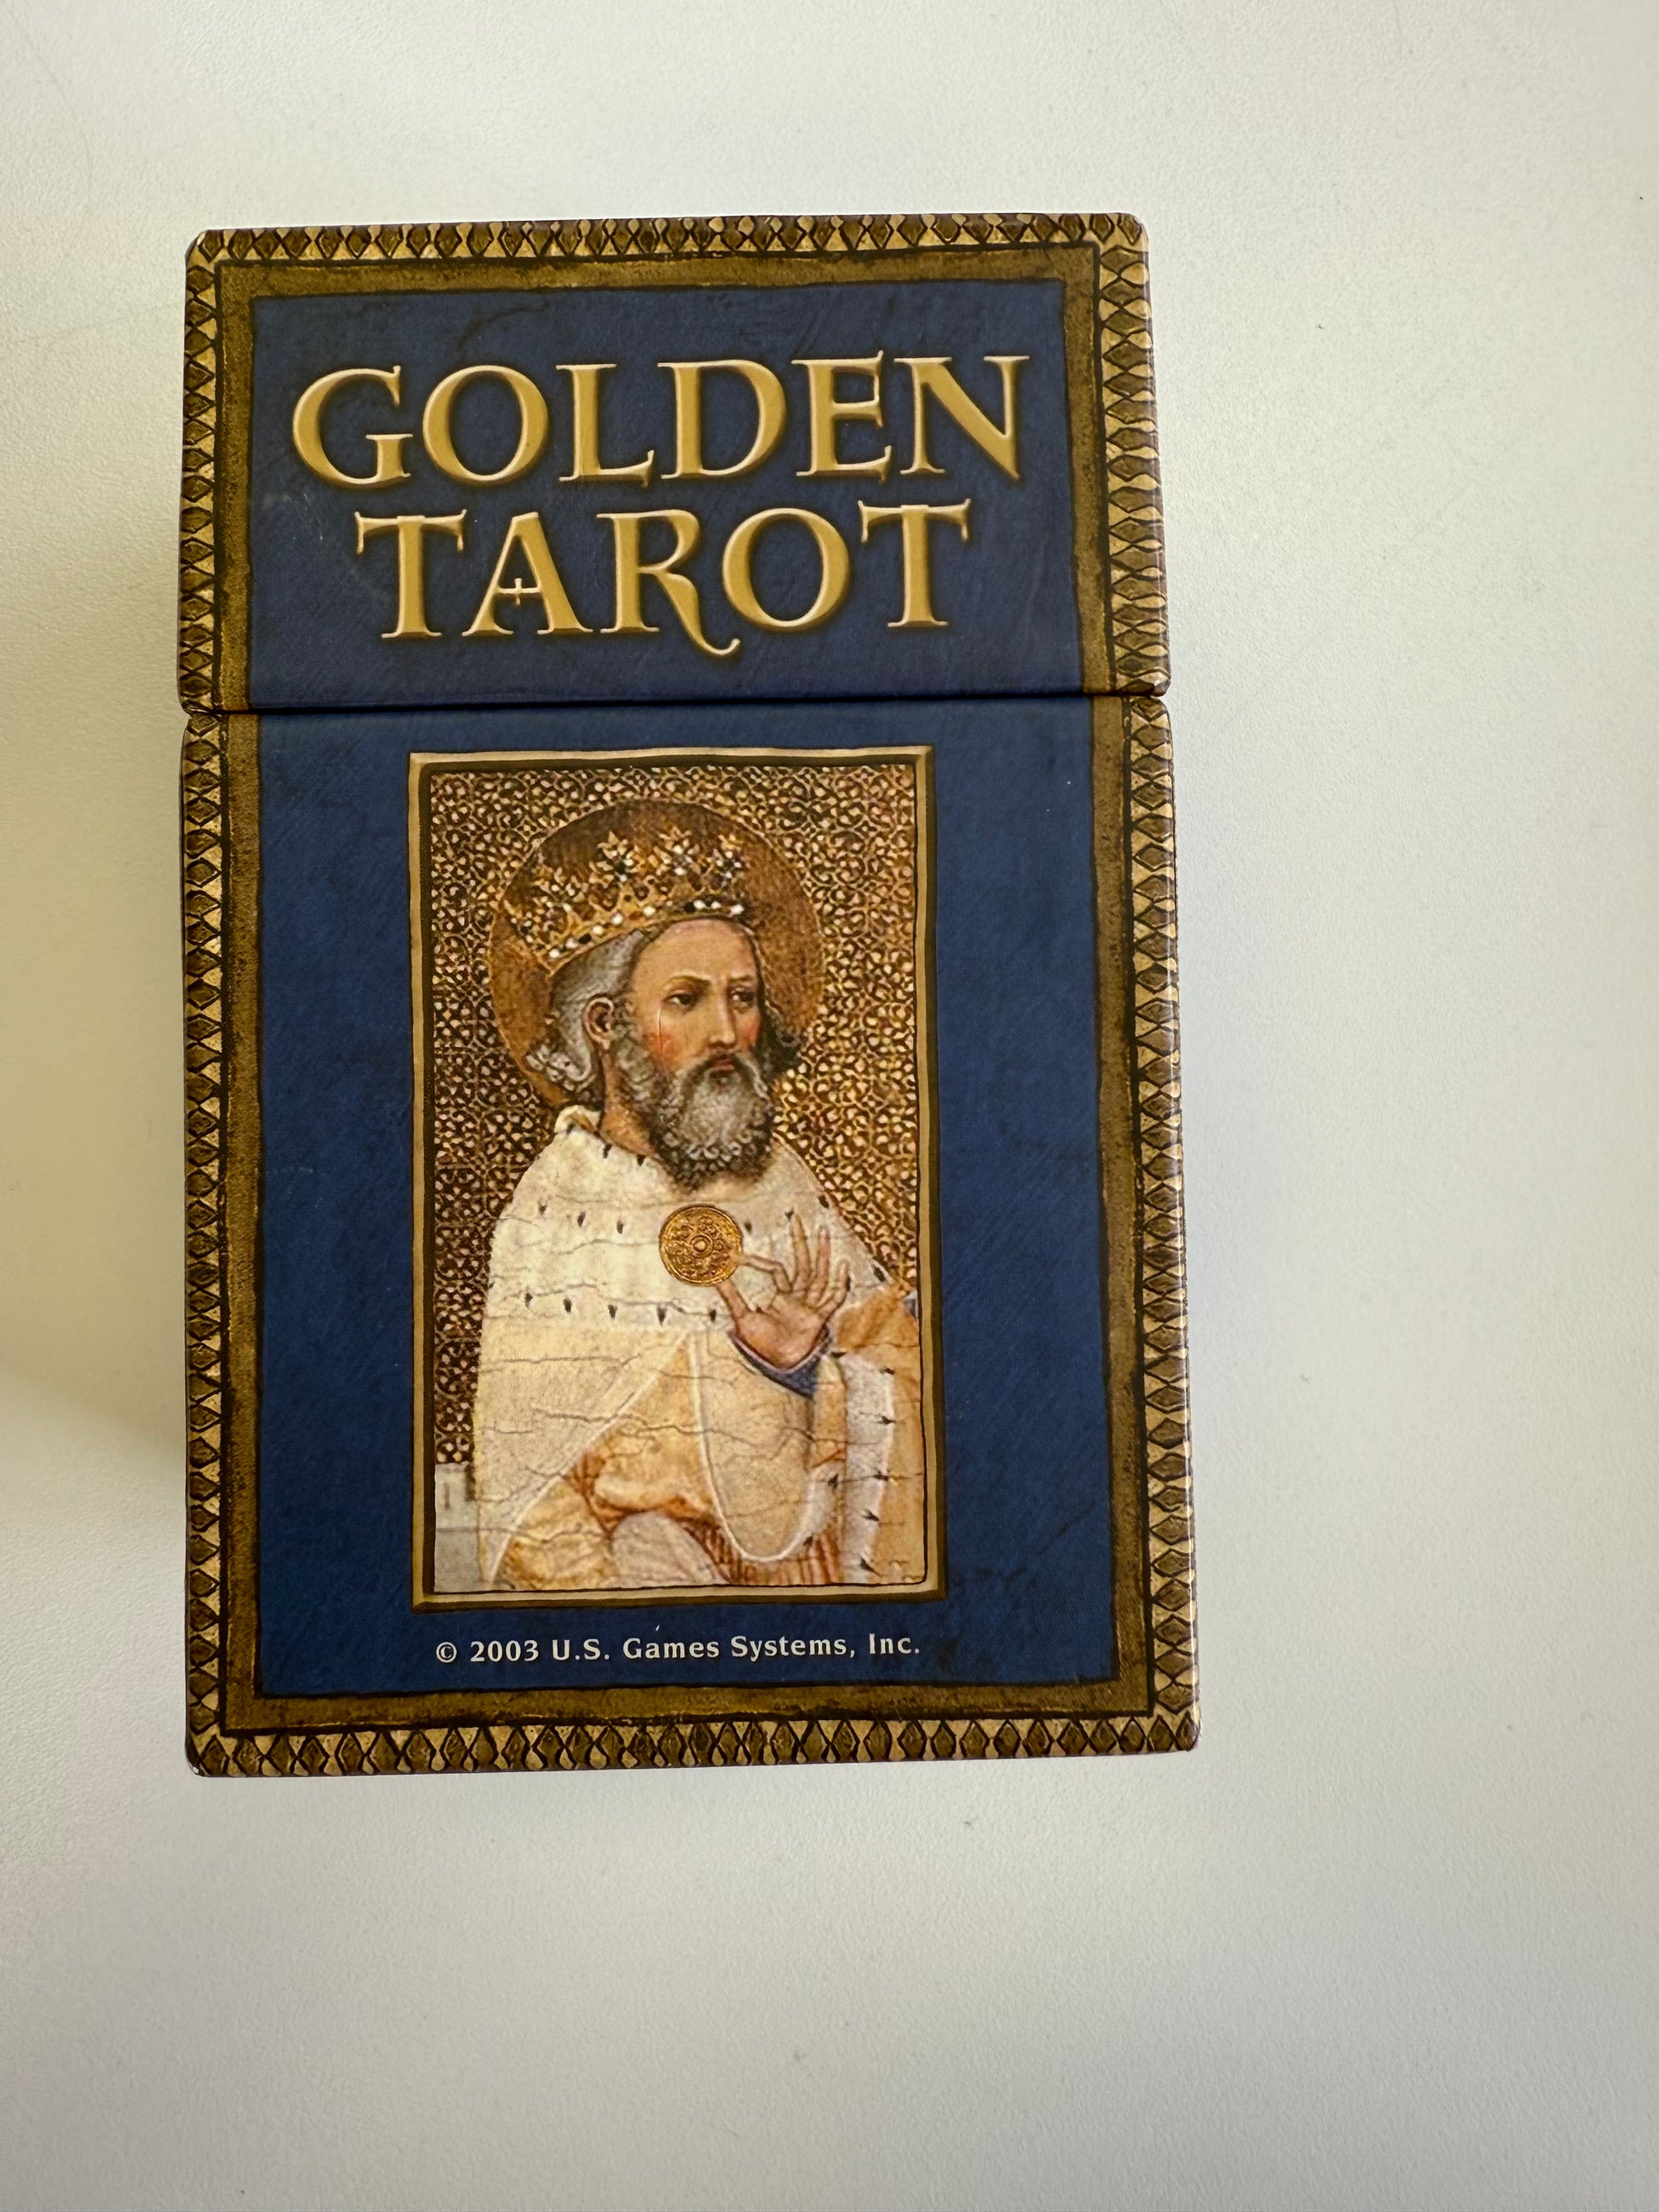 GOLDEN
TAROT
© 2003 U.S. Games Systems, Inc.